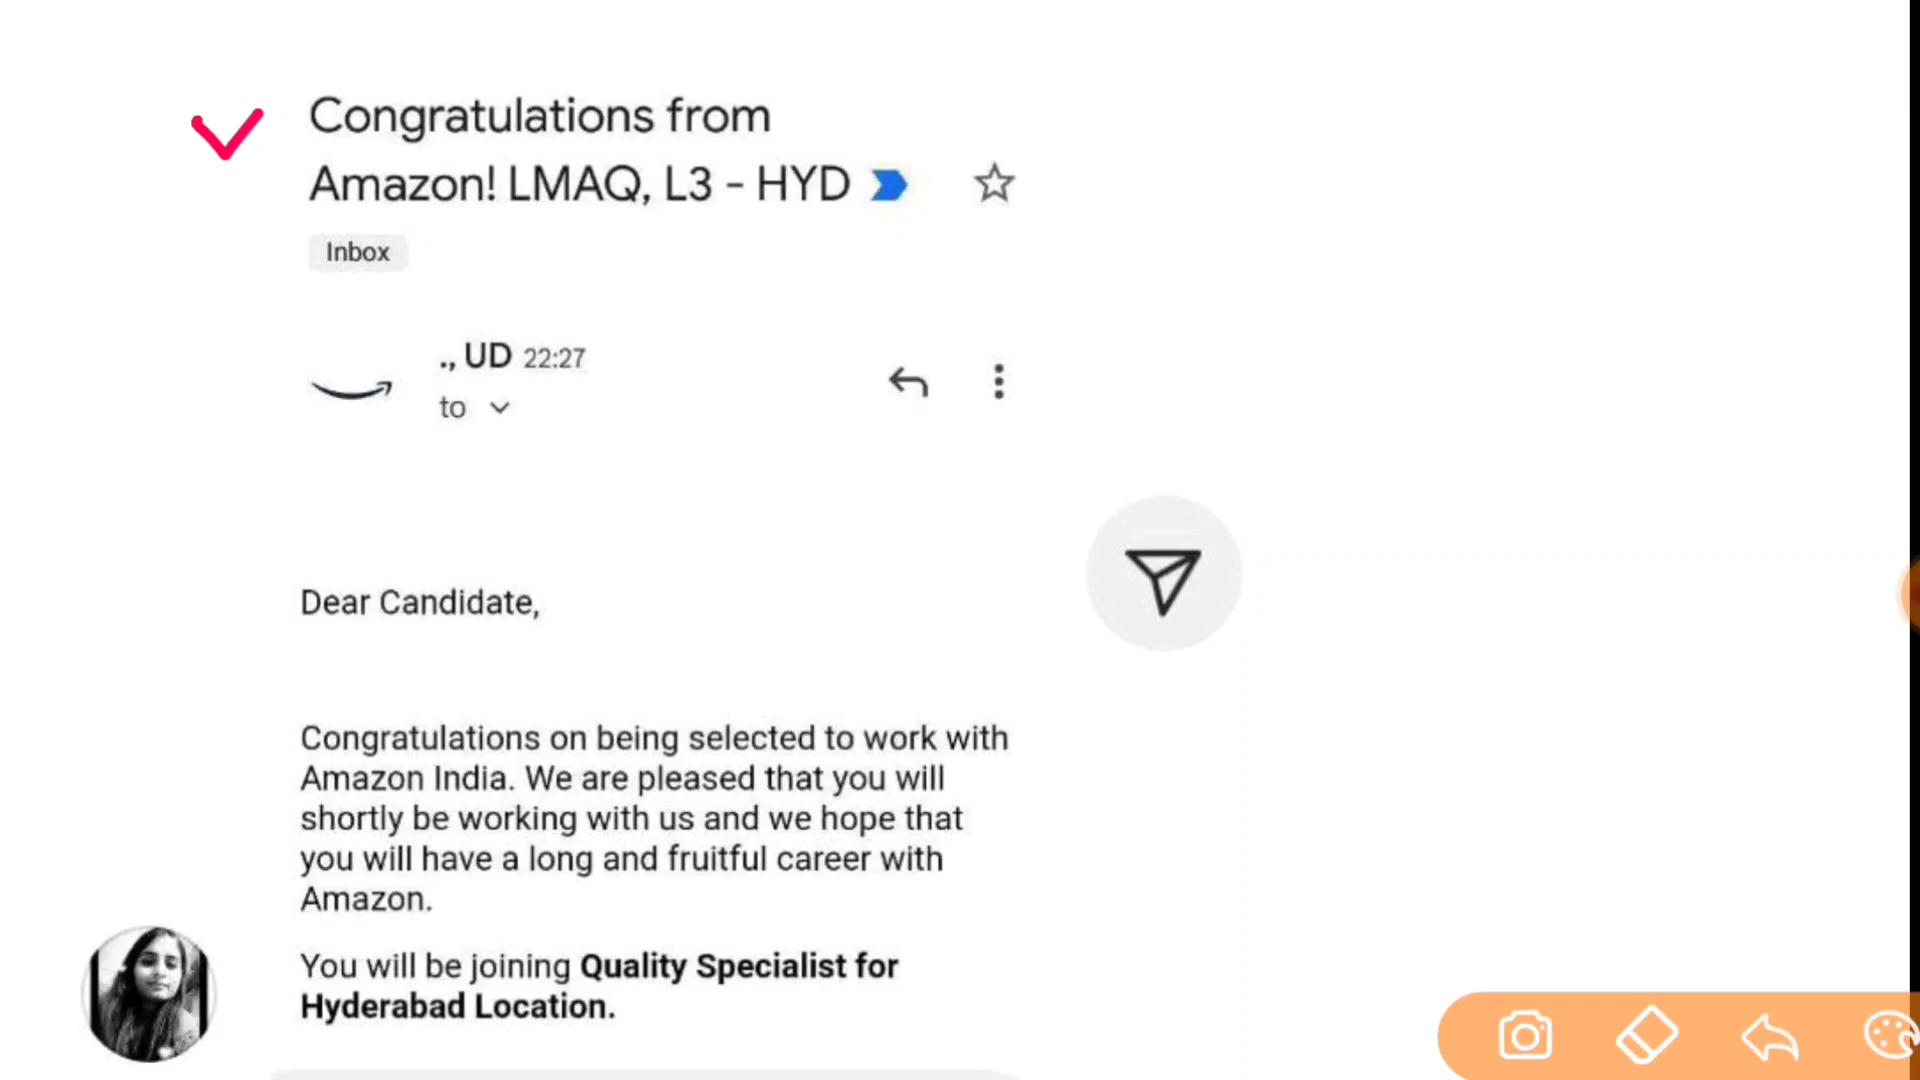 Congratulations from
Amazon! LMAQ, L3 - HYD
Inbox
., UD 22:27
to
Dear Candidate,
Congratulations on being selected to work with
Amazon India. We are pleased that you will
shortly be working with us and we hope that
you will have a long and fruitful career with
Amazon.
You will be joining Quality Specialist for
Hyderabad Location.